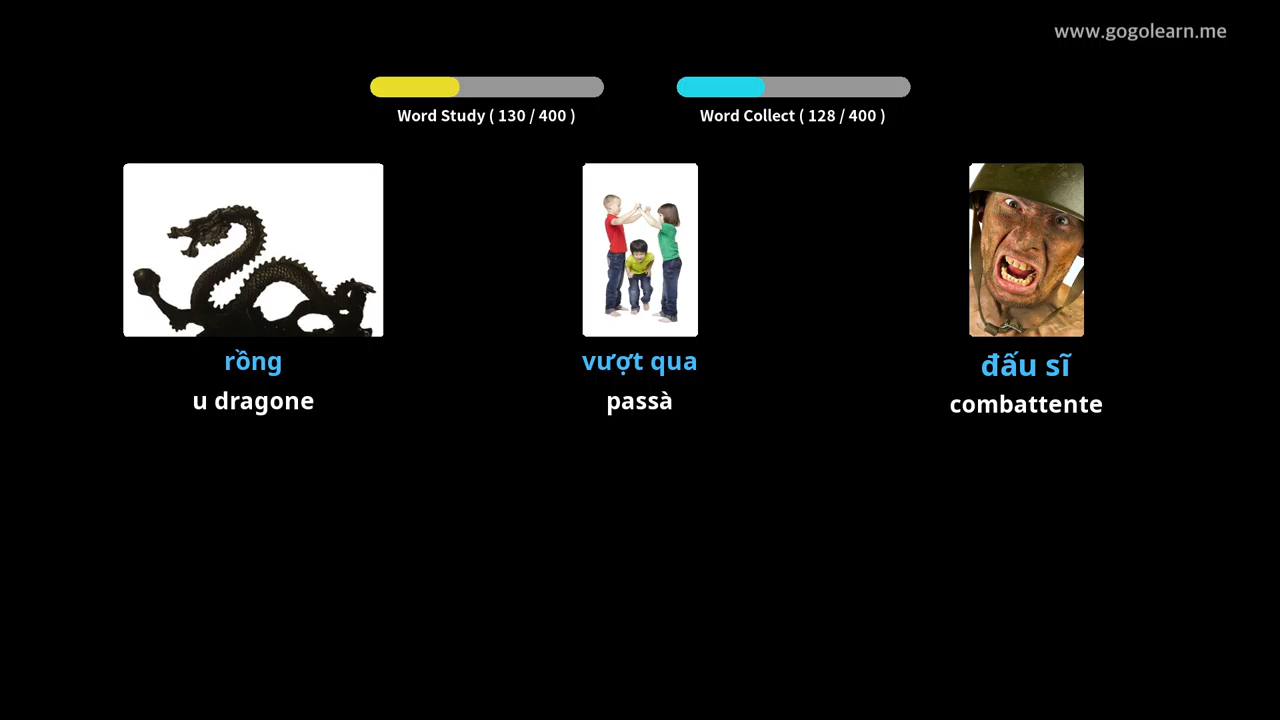 www.gogolearn.me
Word Study ( 130 / 400 )
Word Collect ( 128 / 400 )
rồng
vượt qua
đấu sĩ
u dragone
passà
combattente